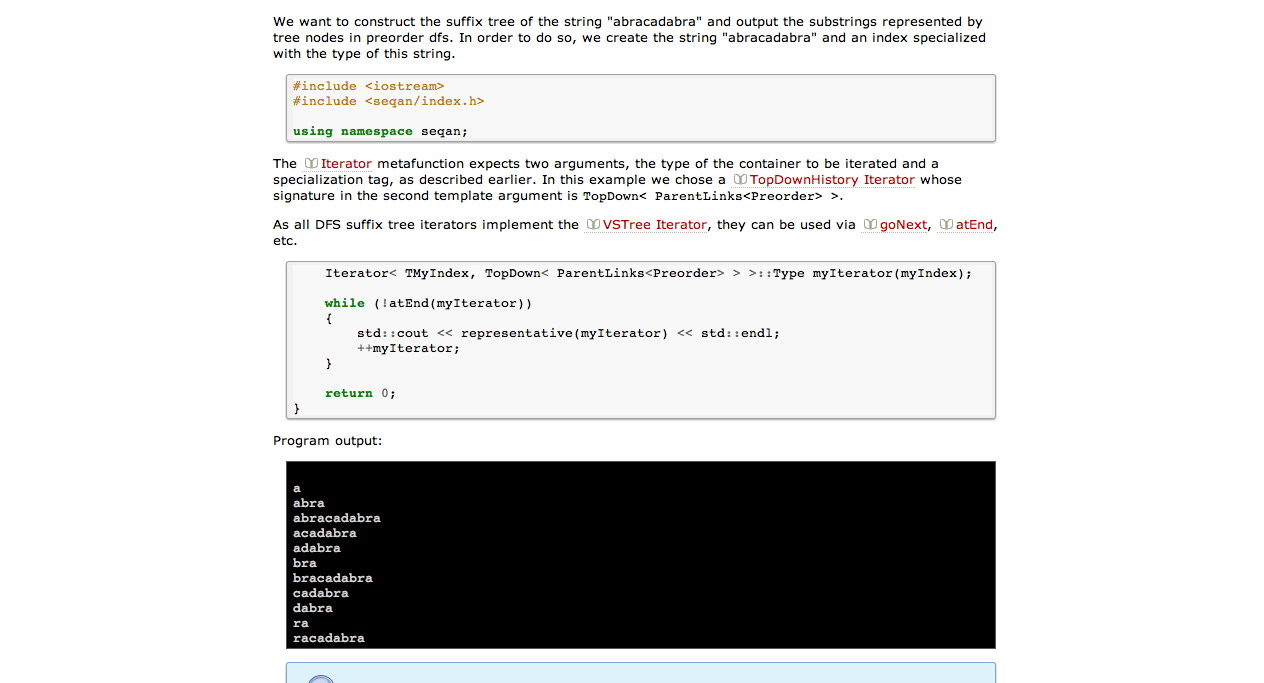 We want to construct the suffix tree of the string "abracadabra" and output the substrings represented by
tree nodes in preorder dfs. In order to do so, we create the string "abracadabra" and an index specialized
with the type of this string.
#include <iostream>
#include <seqan/index.h>
using namespace seqan;
The Iterator metafunction expects two arguments, the type of the container to be iterated and a
specialization tag, as described earlier. In this example we chose a TopDownHistory Iterator whose
signature in the second template argument is TopDown< ParentLinks<Preorder> >.
As all DFS suffix tree iterators implement the VSTree Iterator, they can be used via goNext, atEnd,
etc.
Iterator< TMyIndex, TopDown< ParentLinks<Preorder> > >::Type myIterator(myIndex);
while (!atEnd(myIterator))
{
std::cout << representative(myIterator) << std::endl;
++myIterator;
}
return 0;
}
Program output:
a
abra
abracadabra
acadabra
adabra
bra
bracadabra
cadabra
dabra
ra
racadabra